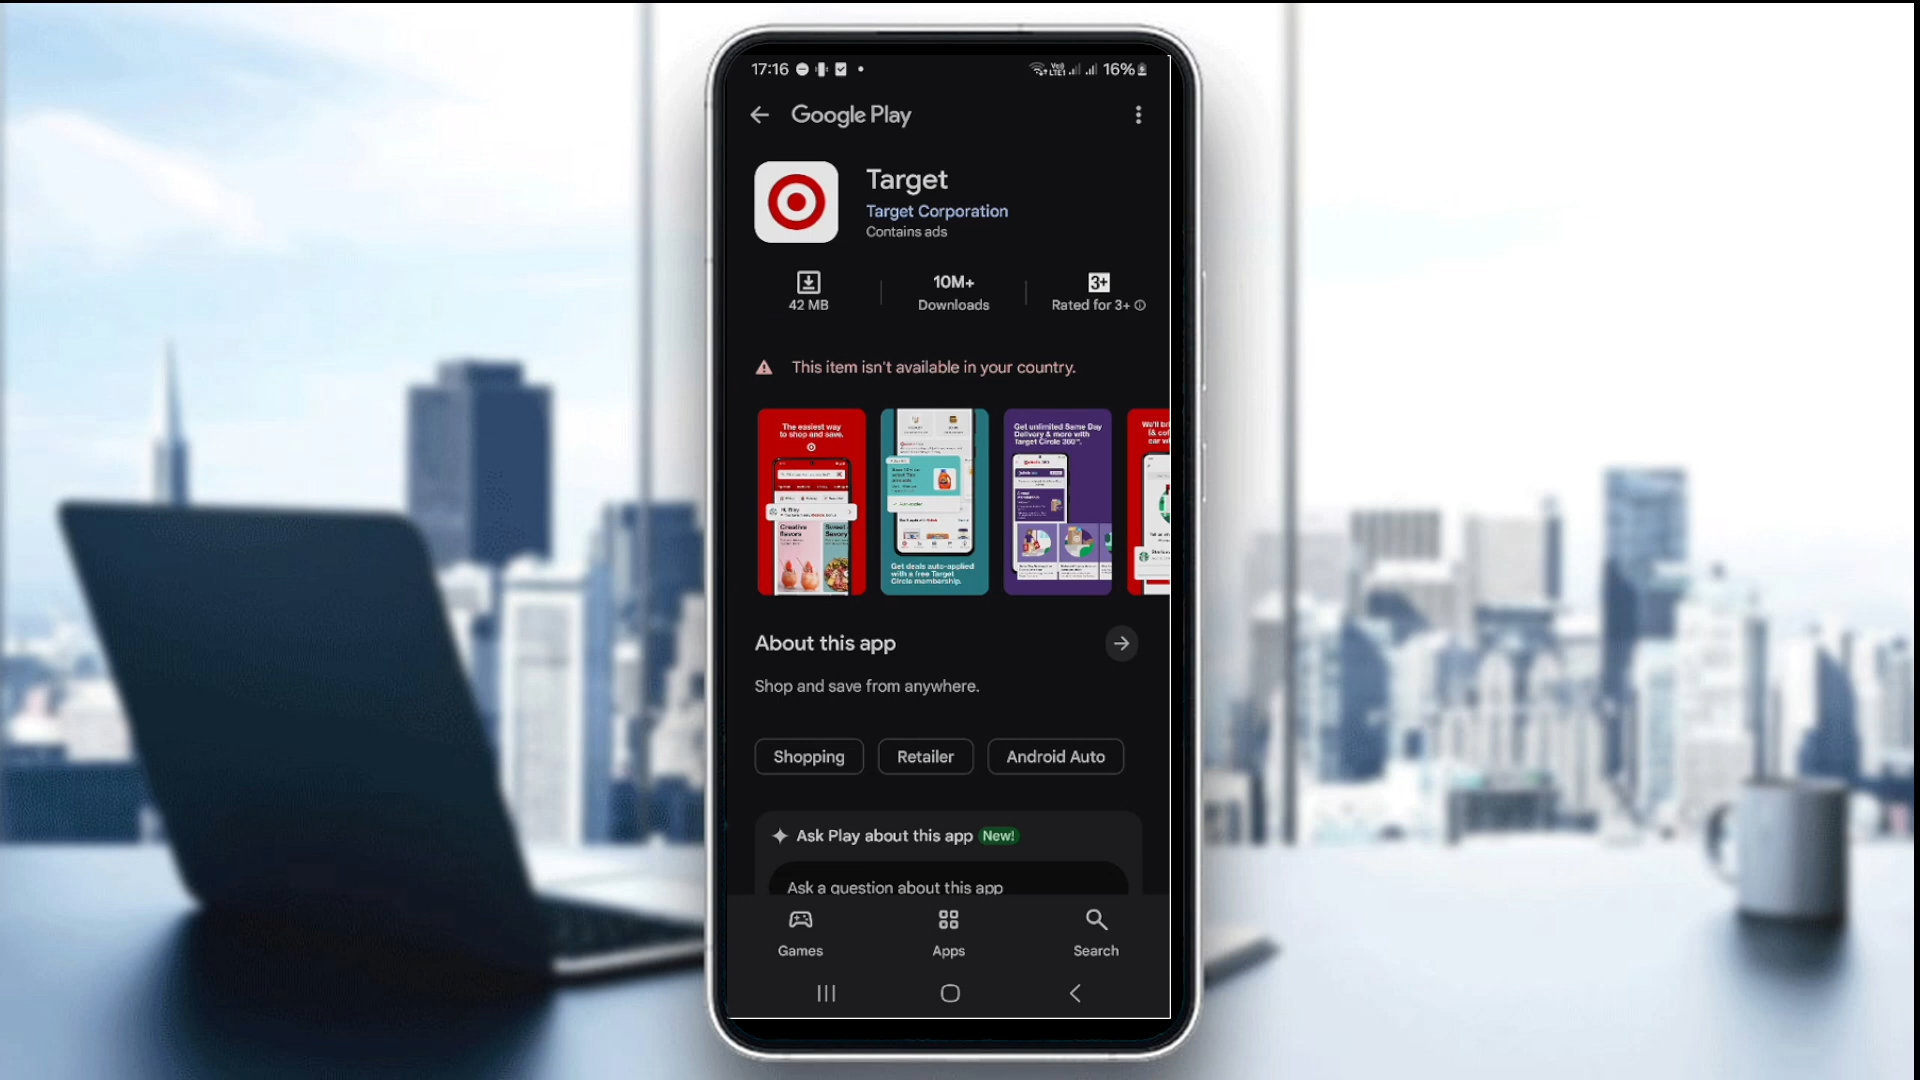 17:16
16%
Google Play
Target
Target Corporation
Contains ads
42 MB
10M+
Downloads
3+
Rated for 3+
This item isn't available in your country.
The easiest way
to shop and save.
Creative
flavors
Get deals auto-applied
with a free Target
Circle membership.
Get unlimited Same Day
Delivery & more with
Target Circle 360™.
About this app
Shop and save from anywhere.
Shopping
Retailer
Android Auto
Ask Play about this app New!
Ask a question about this app
Games
Apps
Search